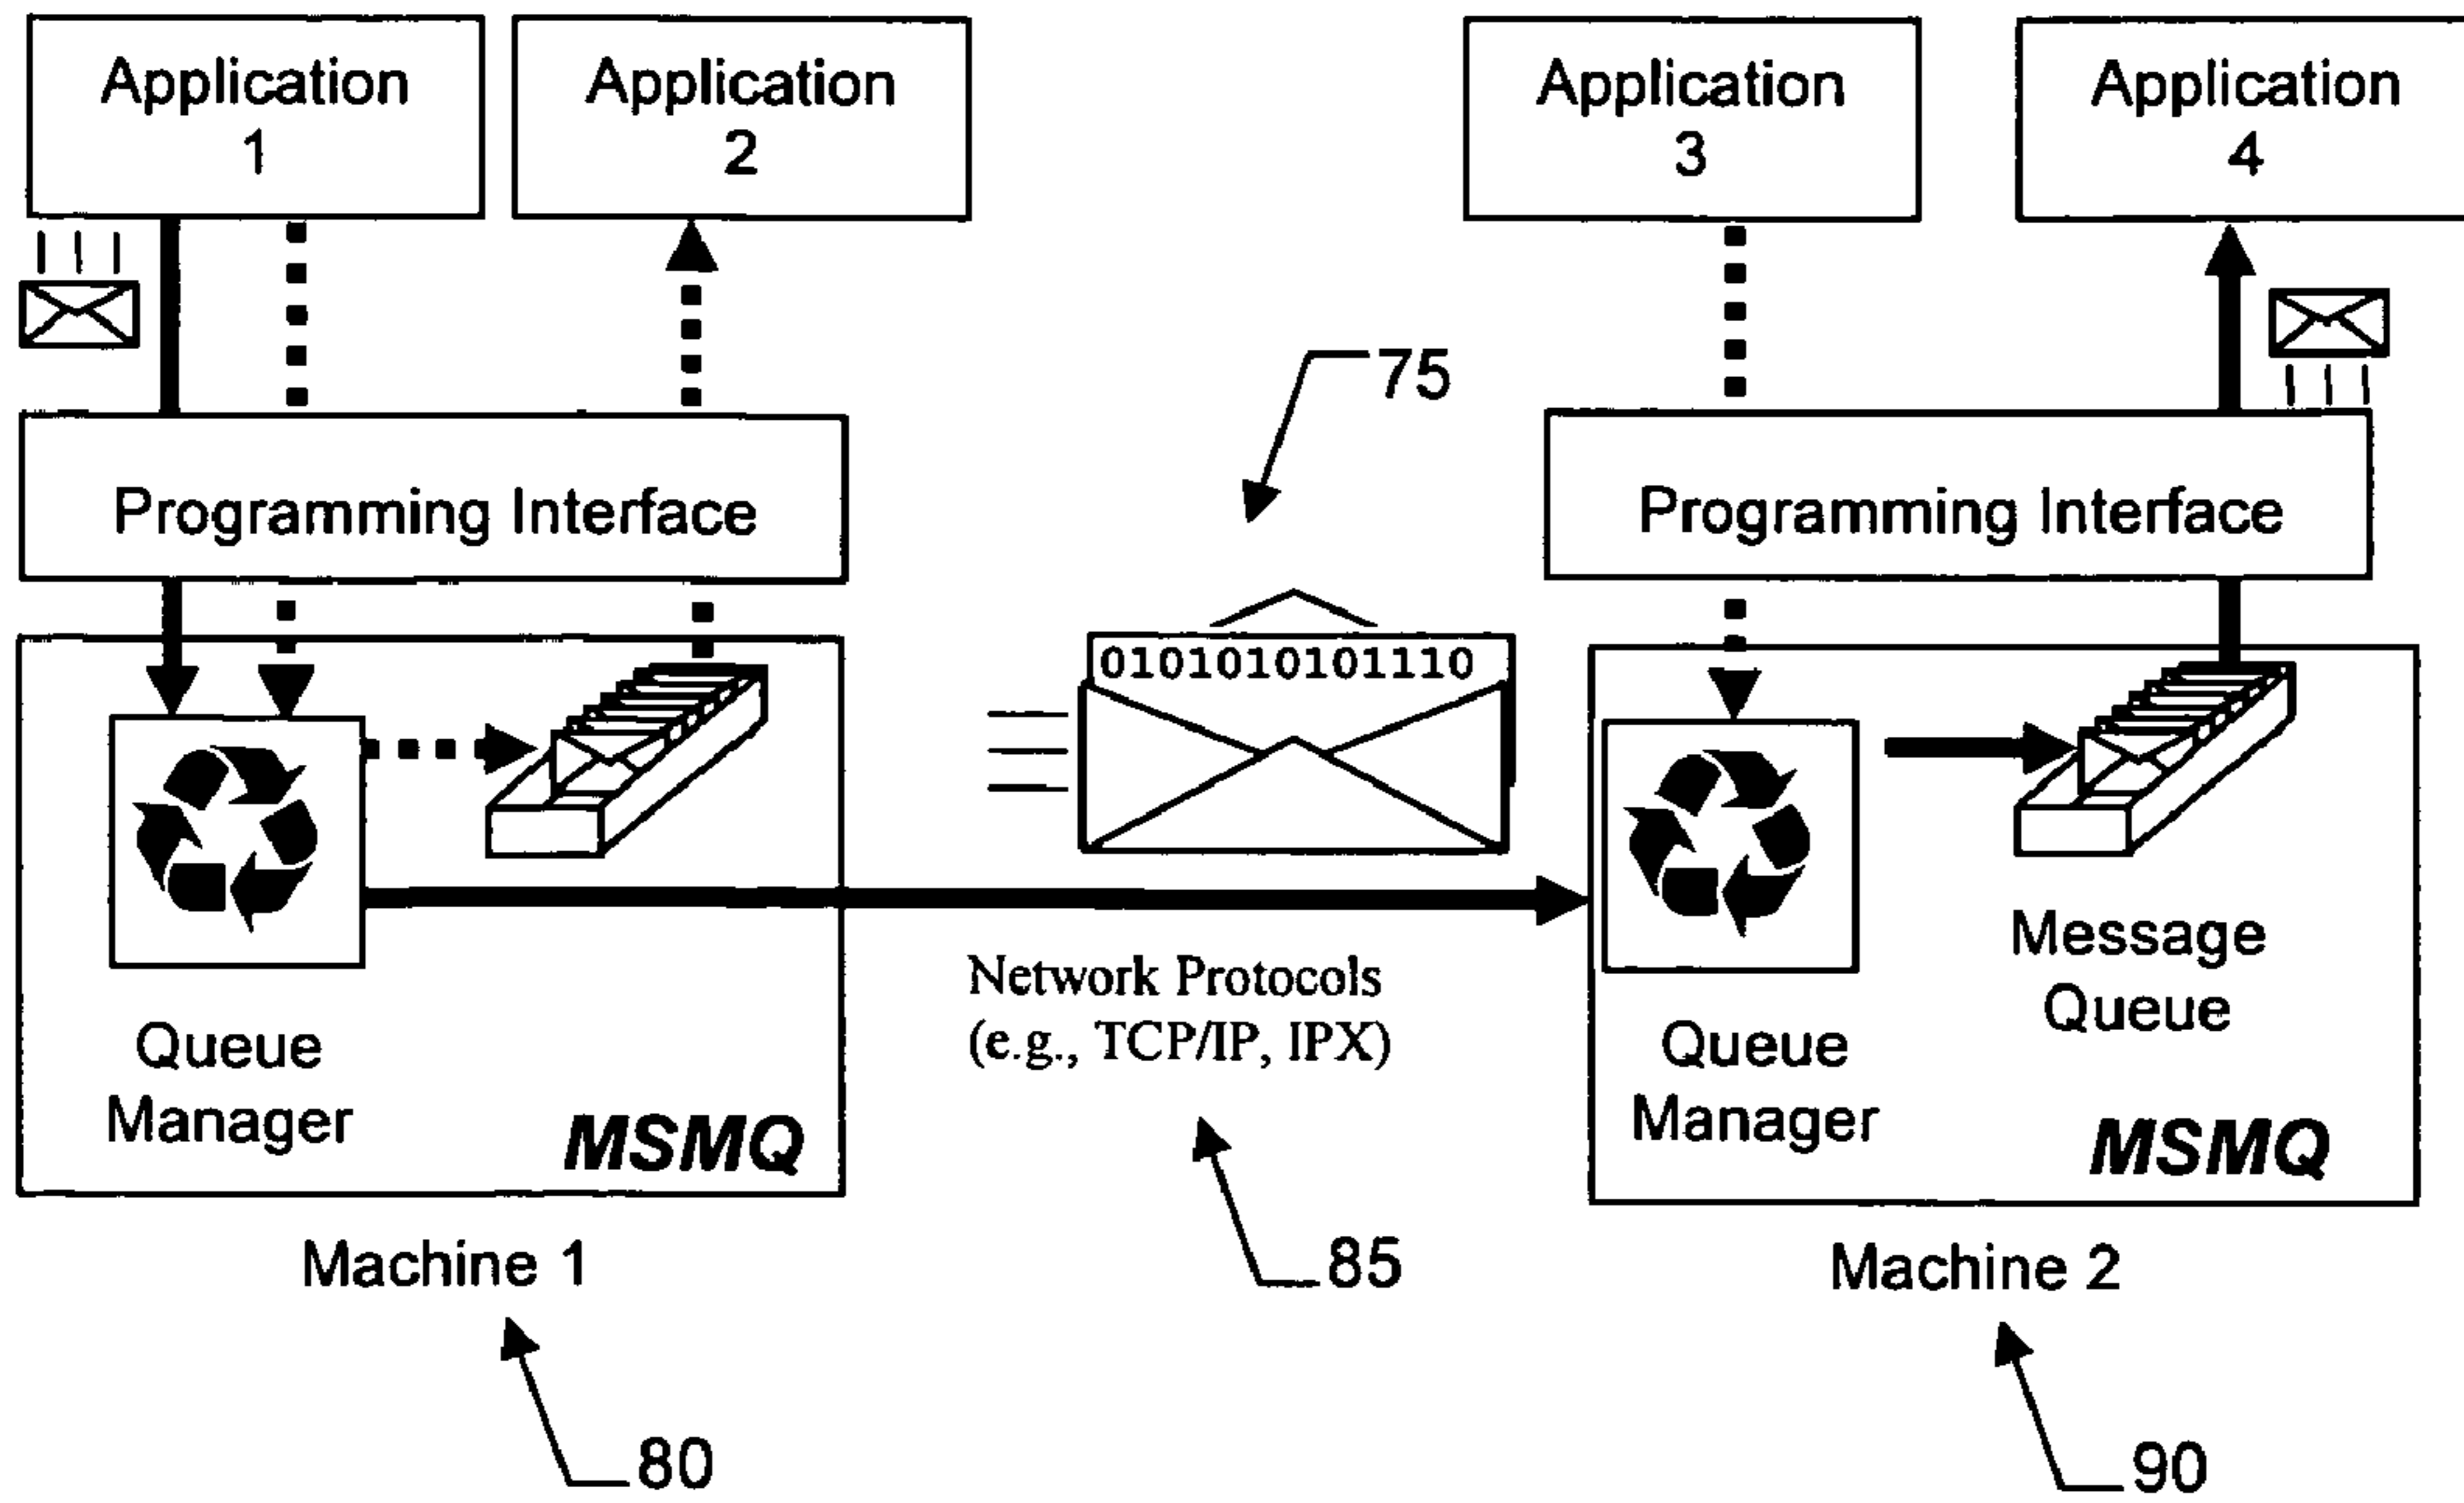 Application
1
Application
2
Application
3
Application
4
Programming Interface
75
Programming Interface
01010101011110
Network Protocols
(e.g., TCP/IP, IPX)
Queue
Manager
MSMQ
Message
Queue
Queue
Manager
MSMQ
Machine 1
85
Machine 2
80
90